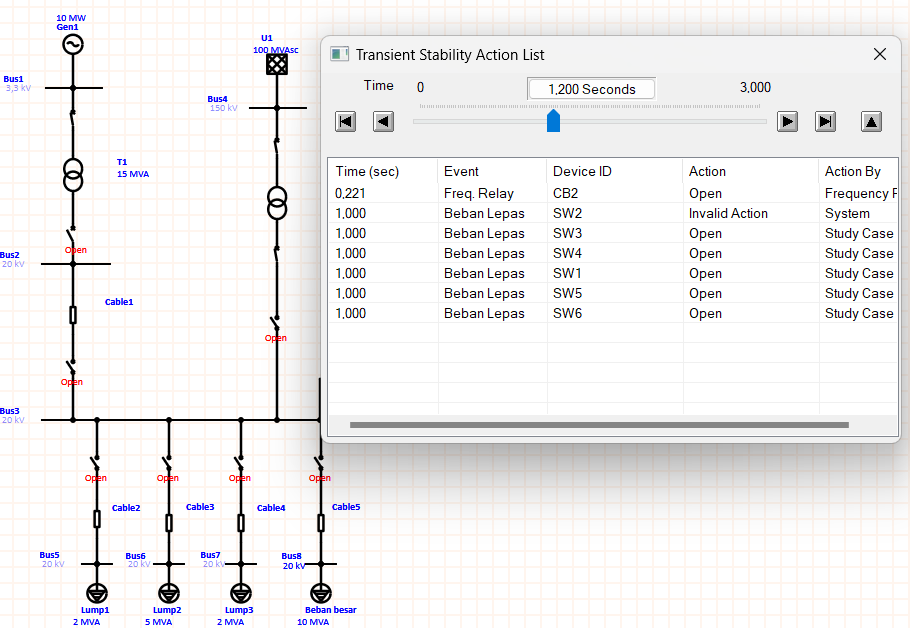 10 MW
Gen1
Bus1
3,3 kV
T1
15 MVA
Open
Bus2
20 kV
Cable1
Open
Bus3
20 kV
U1
100 MVAsc
Bus4
150 kV
Open
Open
Open
Open
Open
Cable2
Cable3
Cable4
Cable5
Bus5
20 kV
Bus6
20 kV
Bus7
20 kV
Bus8
20 kV
Lump1
2 MVA
Lump2
5 MVA
Lump3
2 MVA
Beban besar
10 MVA
Transient Stability Action List
Time 0 1,200 Seconds 3,000
Time (sec) Event Device ID Action Action By
0,221 Freq. Relay CB2 Open Frequency
1,000 Beban Lepas SW2 Invalid Action System
1,000 Beban Lepas SW3 Open Study Case
1,000 Beban Lepas SW4 Open Study Case
1,000 Beban Lepas SW1 Open Study Case
1,000 Beban Lepas SW5 Open Study Case
1,000 Beban Lepas SW6 Open Study Case